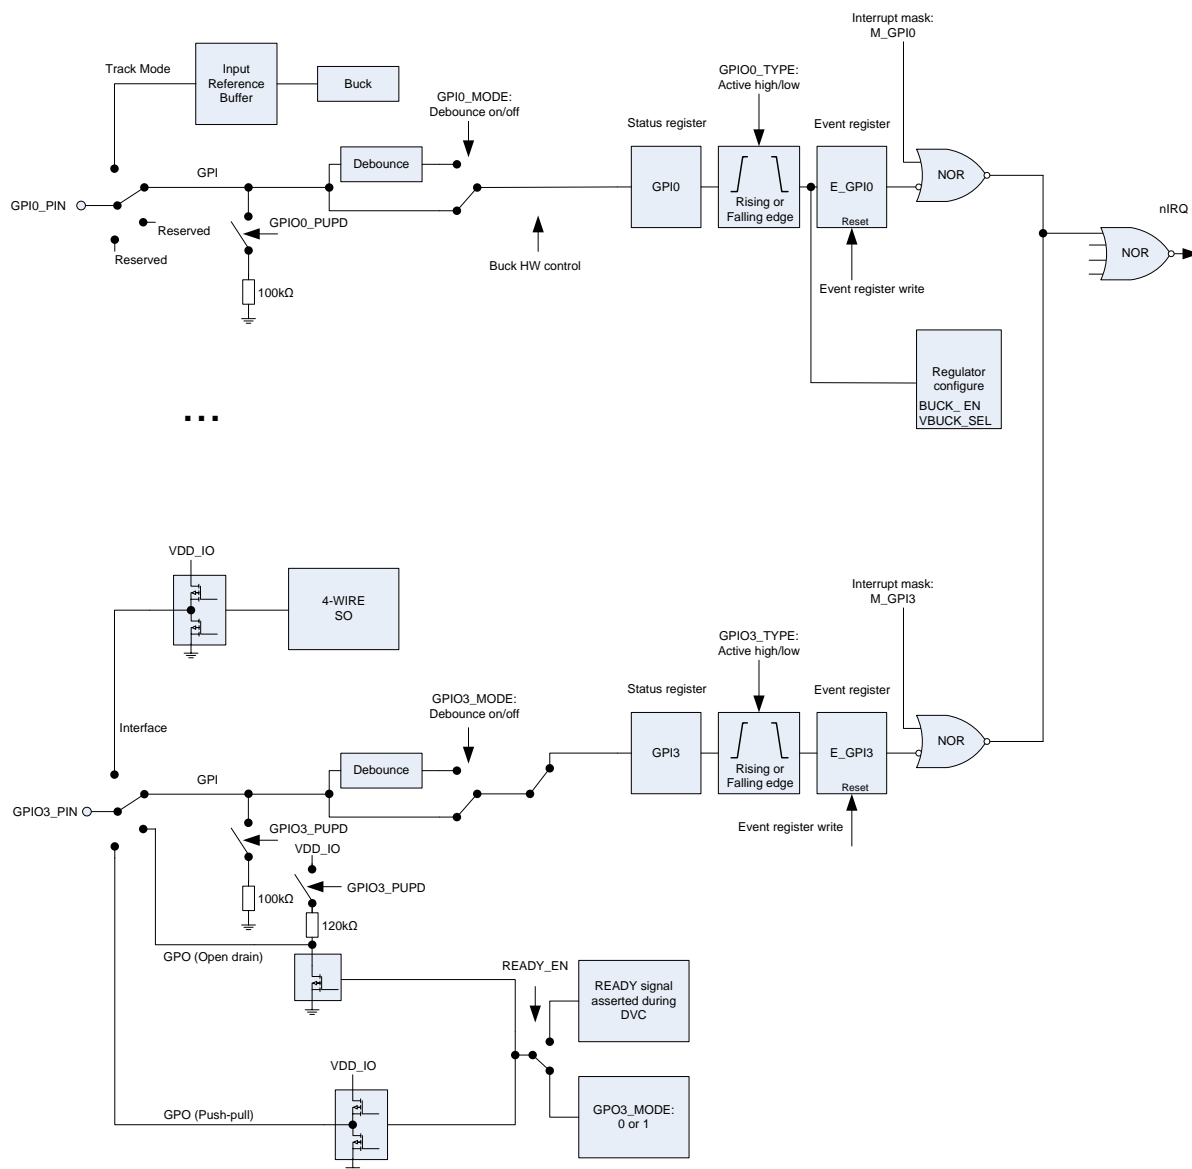 Interrupt mask:
M_GPI0
Track Mode
Input
Reference
Buffer
Buck
GPI0_MODE:
Debounce on/off
GPIO0_TYPE:
Active high/low
Status register
Event register
GPI
Debounce
GPI0
Rising or
Falling edge
E_GPI0
Reset
NOR
GPI0_PIN
Reserved
Reserved
GPIO0_PUPD
100kΩ
Buck HW control
Event register write
nIRQ
NOR
Regulator
configure
BUCK_ EN
VBUCK_SEL
...
VDD_IO
4-WIRE
SO
Interrupt mask:
M_GPI3
GPIO3_TYPE:
Active high/low
Status register
Event register
GPIO3_MODE:
Debounce on/off
Interface
GPI
Debounce
GPI3
Rising or
Falling edge
E_GPI3
Reset
NOR
GPIO3_PIN
Event register write
GPIO3_PUPD
VDD_IO
GPIO3_PUPD
100kΩ
120kΩ
GPO (Open drain)
READY_EN
READY signal
asserted during
DVC
VDD_IO
GPO (Push-pull)
GPO3_MODE:
0 or 1